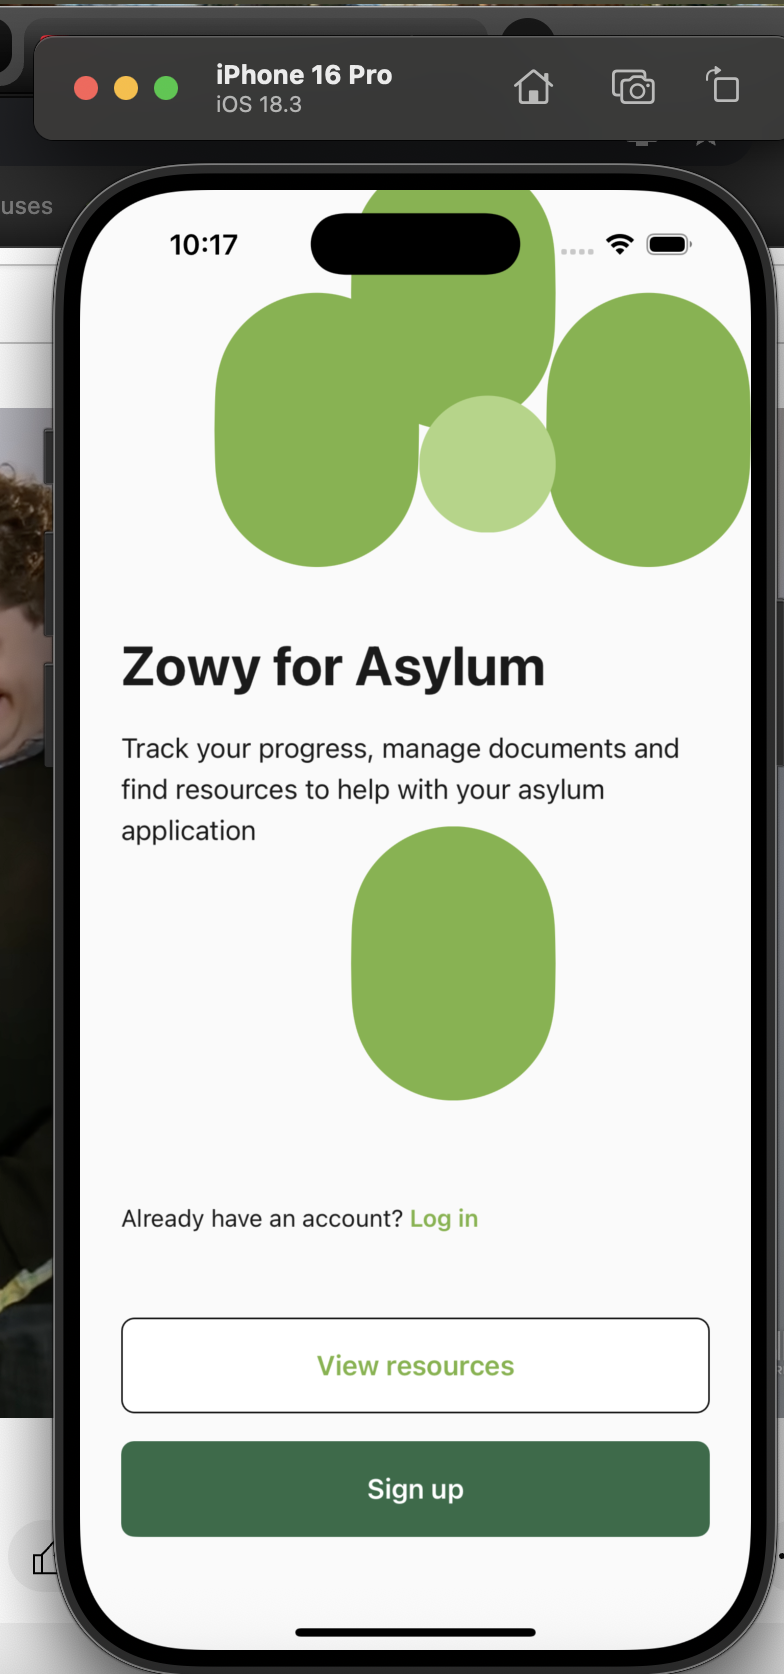 iPhone 16 Pro
iOS 18.3
uses
10:17
Zowy for Asylum
Track your progress, manage documents and
find resources to help with your asylum
application
Already have an account? Log in
View resources
Sign up